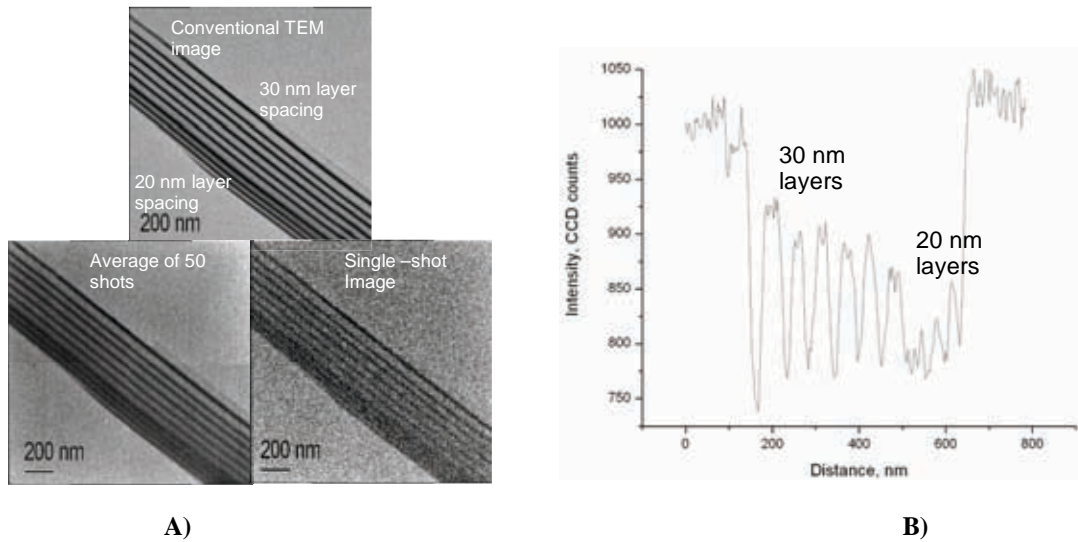 Conventional TEM
image
30 nm layer
spacing
20 nm layer
spacing
200 nm
Average of 50
shots
200 nm
Single –shot
Image
200 nm
A)
1050
1000
950
900
850
800
750
Intensity, CCD counts
30 nm
layers
20 nm
layers
0
200
400
600
800
Distance, nm
B)